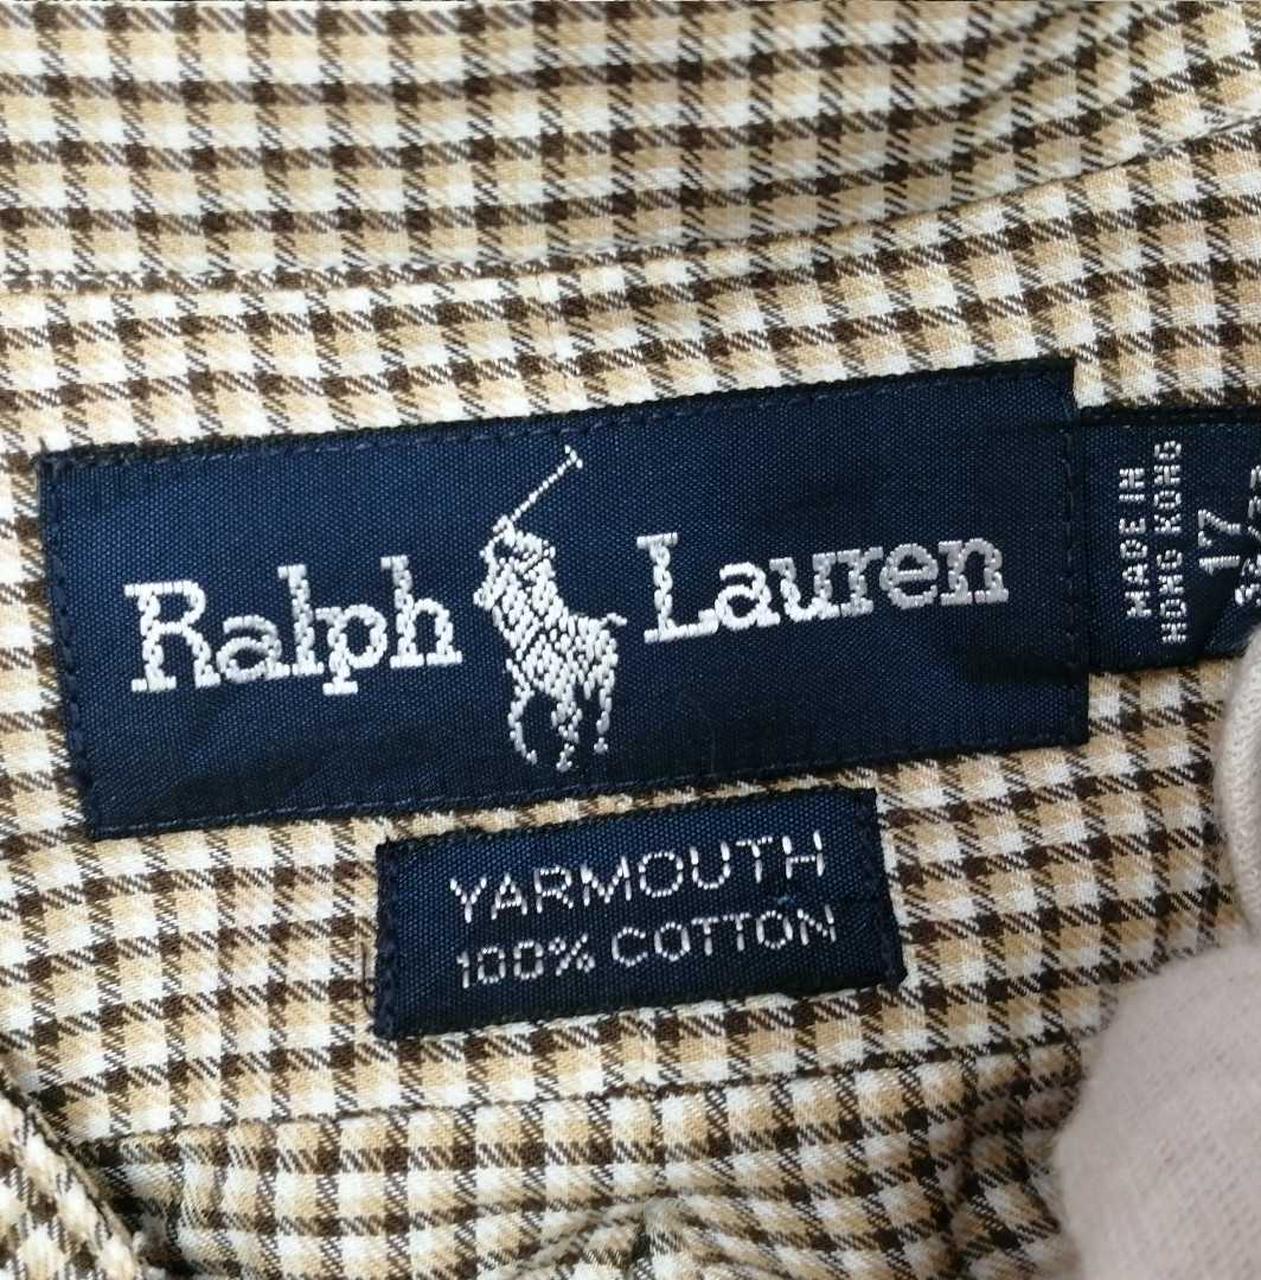 Ralph Lauren
MADE IN
HONG KONG
17
YARMOUTH
100% COTTON